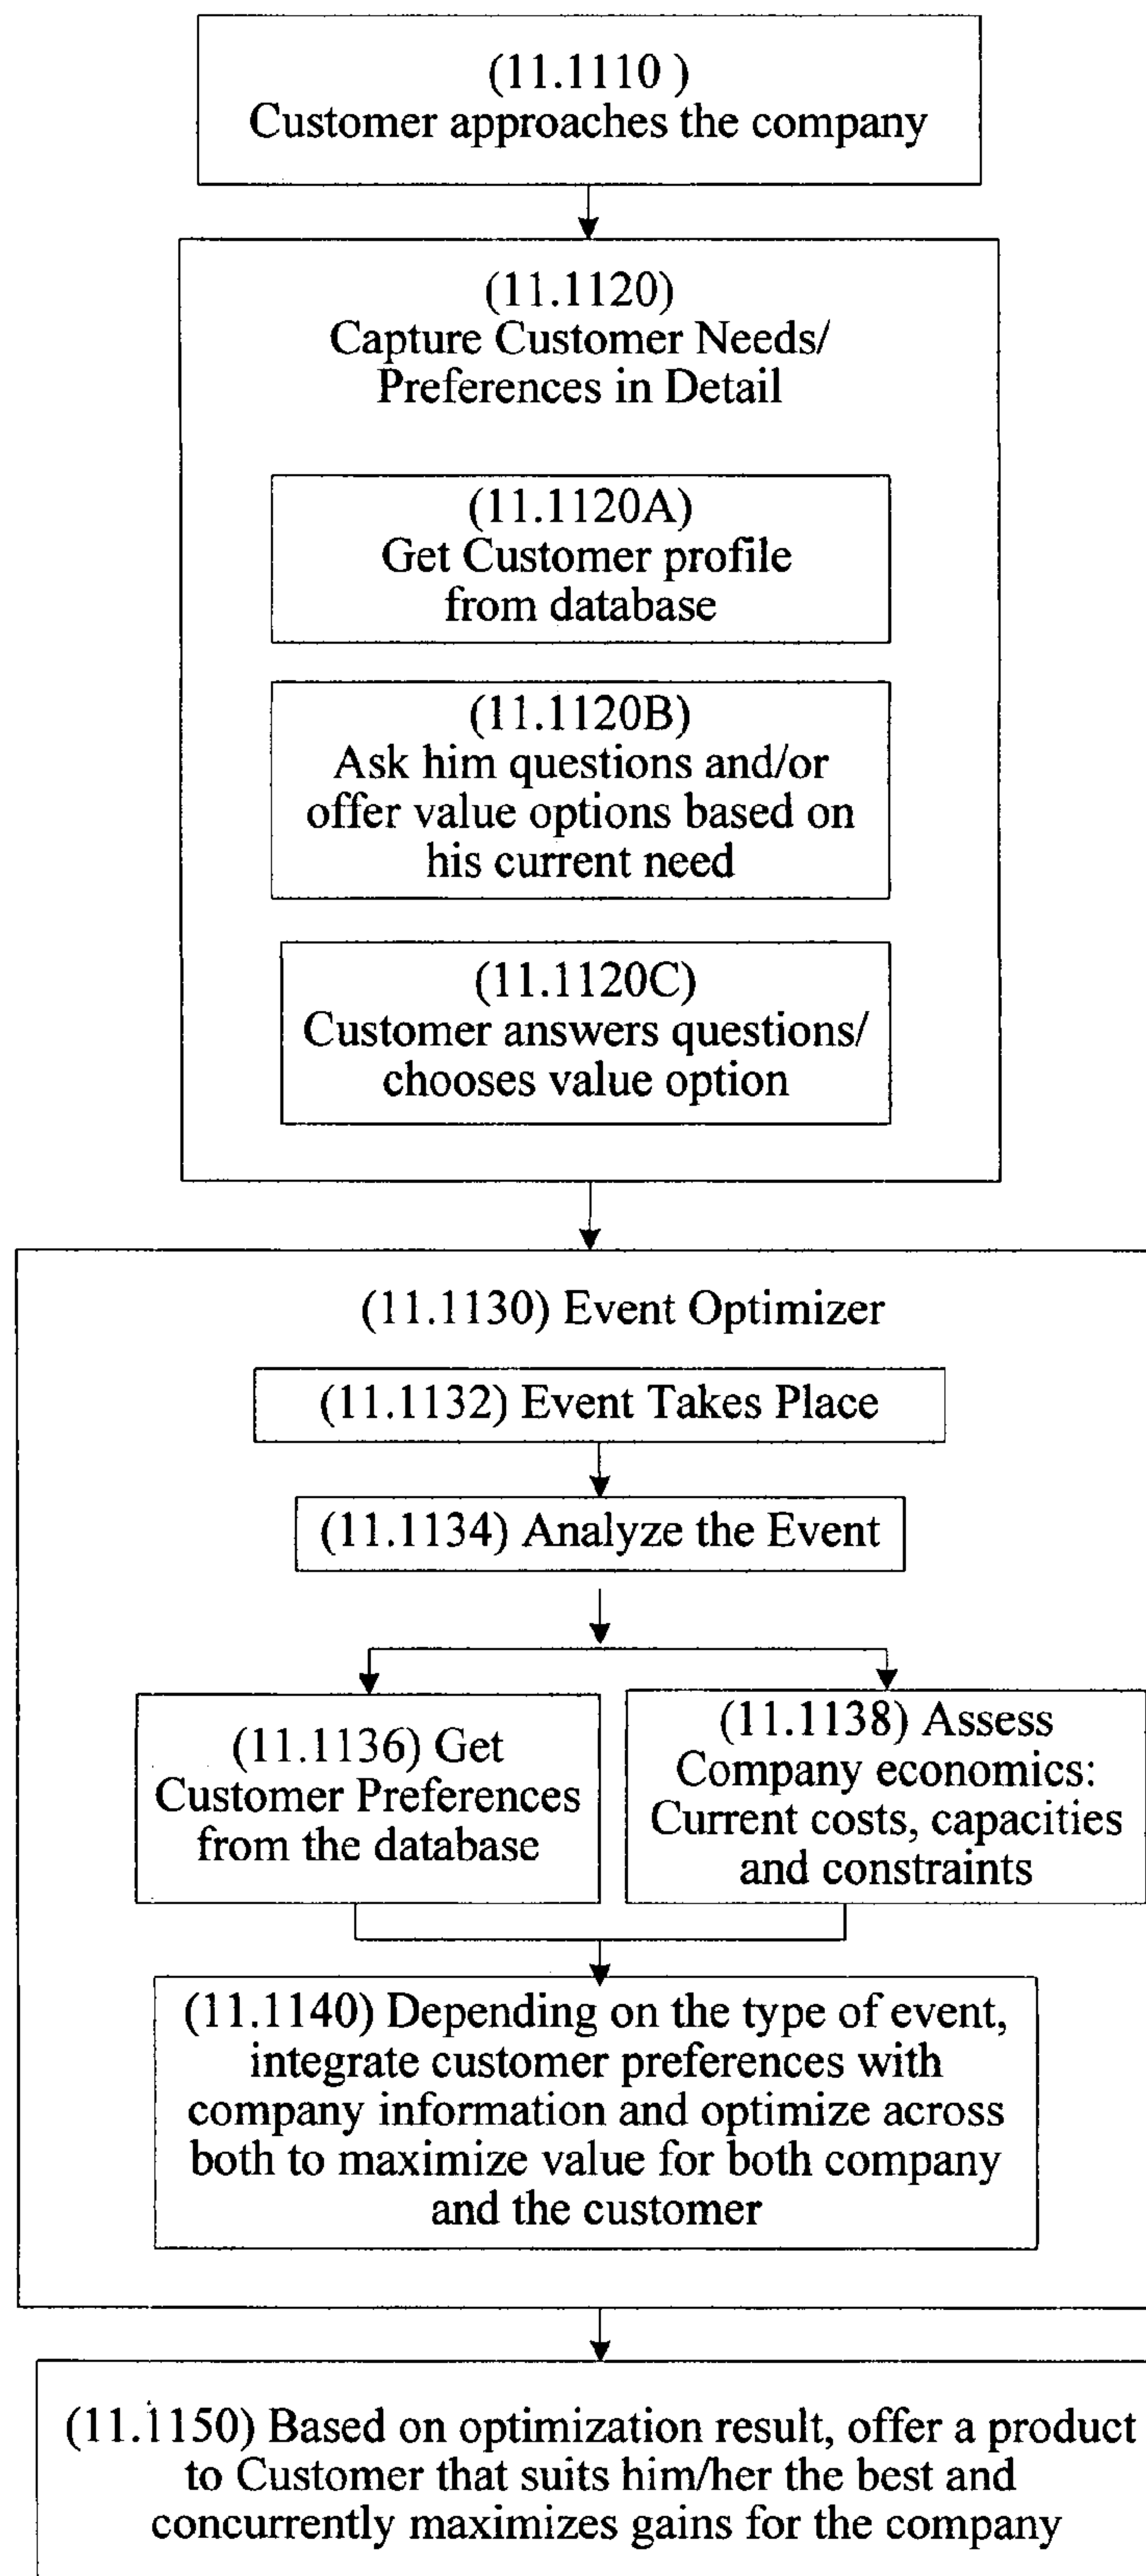 (11.1110 )
Customer approaches the company
(11.1120)
Capture Customer Needs/
Preferences in Detail
(11.1120A)
Get Customer profile
from database
(11.1120B)
Ask him questions and/or
offer value options based on
his current need
(11.1120C)
Customer answers questions/
chooses value option
(11.1130) Event Optimizer
(11.1132) Event Takes Place
(11.1134) Analyze the Event
(11.1136) Get
Customer Preferences
from the database
(11.1138) Assess
Company economics:
Current costs, capacities
and constraints
(11.1140) Depending on the type of event,
integrate customer preferences with
company information and optimize across
both to maximize value for both company
and the customer
(11.1150) Based on optimization result, offer a product
to Customer that suits him/her the best and
concurrently maximizes gains for the company